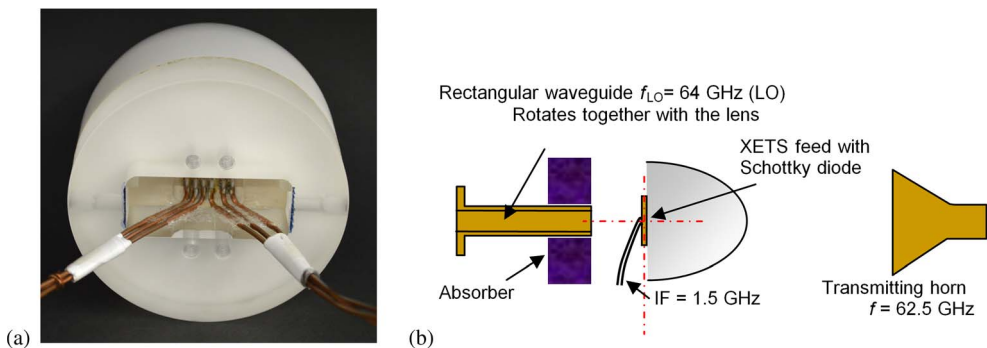 Rectangular waveguide fLO= 64 GHz (LO)
Rotates together with the lens
XETS feed with
Schottky diode
Absorber
IF = 1.5 GHz
Transmitting horn
f = 62.5 GHz
(a)
(b)